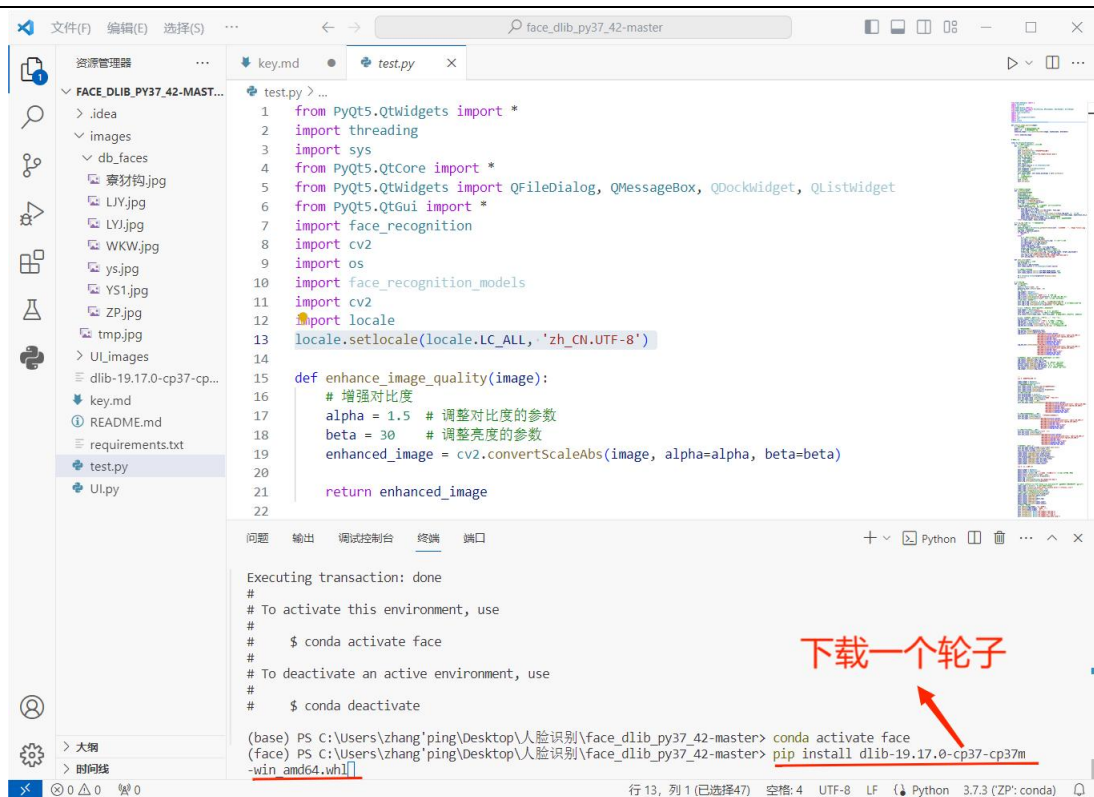 文件(F) 编辑(E) 选择(S) ··· face_dlib_py37_42-master
资源管理器 ···
FACE_DLIB_PY37_42-MAST...
.idea
images
db_faces
寮犲钩.jpg
LJY.jpg
LYJ.jpg
WKW.jpg
ys.jpg
YS1.jpg
ZP.jpg
tmp.jpg
UI_images
dlib-19.17.0-cp37-cp...
key.md
README.md
requirements.txt
test.py
UI.py
大纲
时间线
key.md test.py
test.py > ...
1 from PyQt5.QtWidgets import *
2 import threading
3 import sys
4 from PyQt5.QtCore import *
5 from PyQt5.QtWidgets import QFileDialog, QMessageBox, QDockWidget, QListWidget
6 from PyQt5.QtGui import *
7 import face_recognition
8 import cv2
9 import os
10 import face_recognition_models
11 import cv2
12 import locale
13 locale.setlocale(locale.LC_ALL, 'zh_CN.UTF-8')
14
15 def enhance_image_quality(image):
16 # 增强对比度
17 alpha = 1.5 # 调整对比度的参数
18 beta = 30 # 调整亮度的参数
19 enhanced_image = cv2.convertScaleAbs(image, alpha=alpha, beta=beta)
20
21 return enhanced_image
22
问题 输出 调试控制台 终端 端口 Python
Executing transaction: done
#
# To activate this environment, use
#
# $ conda activate face
#
# To deactivate an active environment, use
#
# $ conda deactivate
下载一个轮子
(base) PS C:\Users\zhang'ping\Desktop\人脸识别\face_dlib_py37_42-master> conda activate face
(face) PS C:\Users\zhang'ping\Desktop\人脸识别\face_dlib_py37_42-master> pip install dlib-19.17.0-cp37-cp37m
-win_amd64.whl
0 0 0 行 13，列 1 (已选择47) 空格: 4 UTF-8 LF Python 3.7.3 ('ZP': conda)